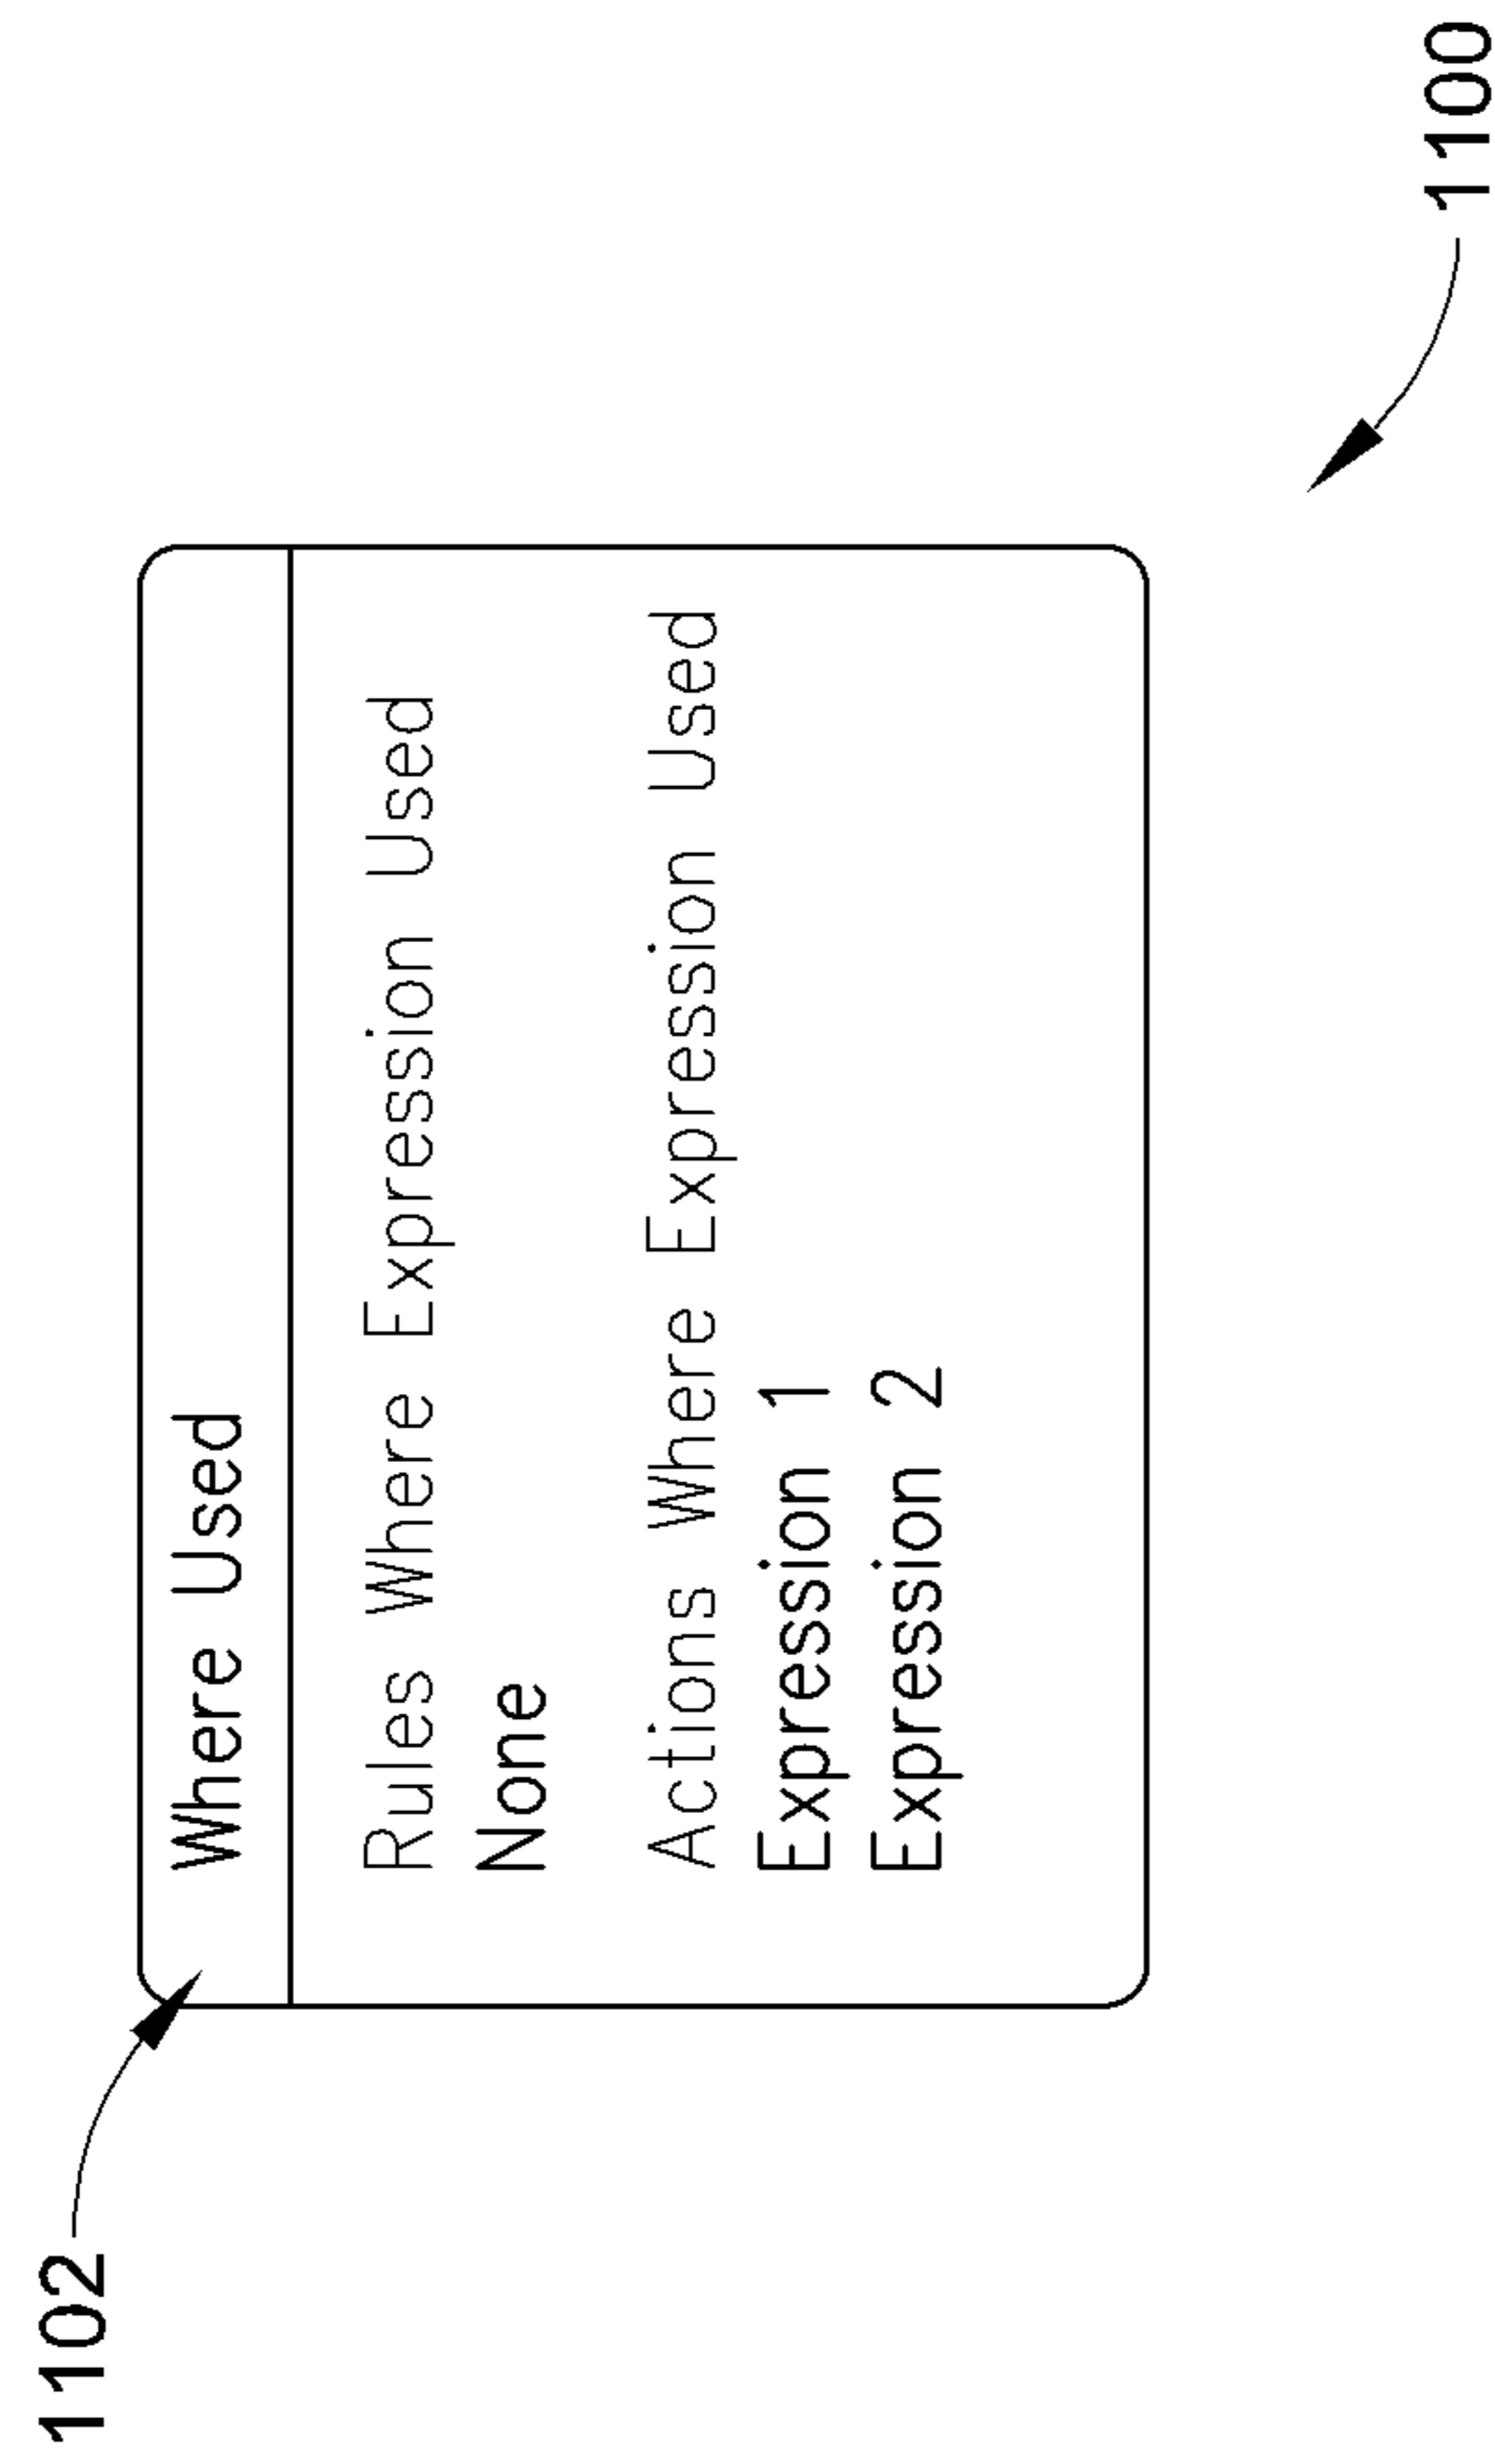 1102
Where Used
Rules Where Expression Used
None
Actions Where Expression Used
Expression 1
Expression 2
1100